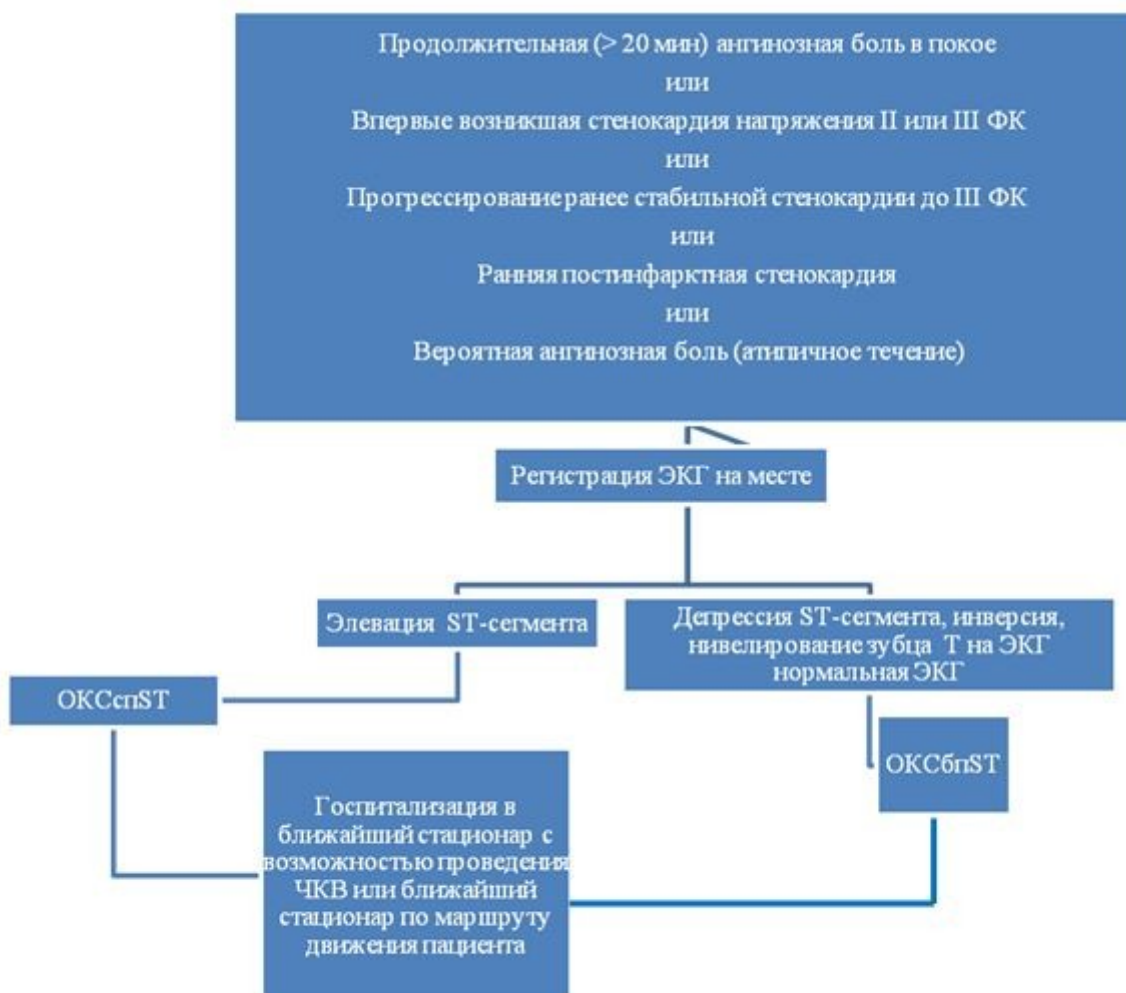 Продолжительная (> 20 мин) ангинозная боль в покое
или
Впервые возникшая стенокардия напряжения II или III ФК
или
Прогрессирование ранее стабильной стенокардии до III ФК
или
Ранняя постинфарктная стенокардия
или
Вероятная ангинозная боль (атипичное течение)
Регистрация ЭКГ на месте
Элевация ST-сегмента
Депрессия ST-сегмента, инверсия,
нивелирование зубца Т на ЭКГ
нормальная ЭКГ
ОКСспST
ОКСбпST
Госпитализация в
ближайший стационар с
возможностью проведения
ЧКВ или ближайший
стационар по маршруту
движения пациента